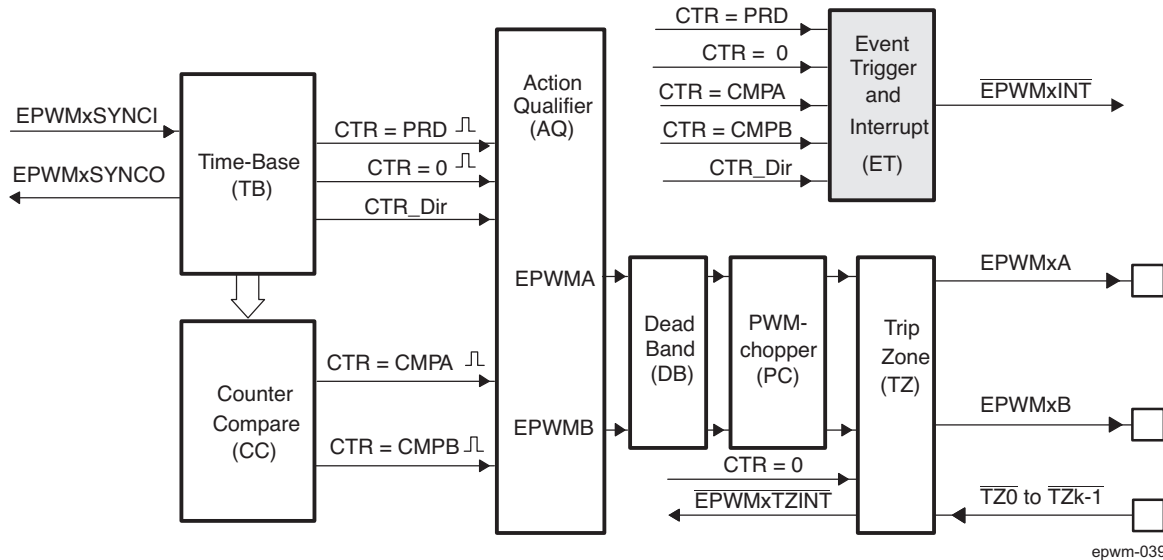 EPWMxSYNCI
EPWMxSYNCO
Time-Base
(TB)
CTR = PRD
CTR = 0
CTR_Dir
Counter
Compare
(CC)
CTR = CMPA
CTR = CMPB
Action
Qualifier
(AQ)
EPWMA
EPWMB
CTR = PRD
CTR = 0
CTR = CMPA
CTR = CMPB
CTR_Dir
Event
Trigger
and
Interrupt
(ET)
EPWMxINT
Dead
Band
(DB)
PWM-
chopper
(PC)
CTR = 0
EPWMxTZINT
Trip
Zone
(TZ)
EPWMxA
EPWMxB
TZ0 to TZk-1
epwm-039